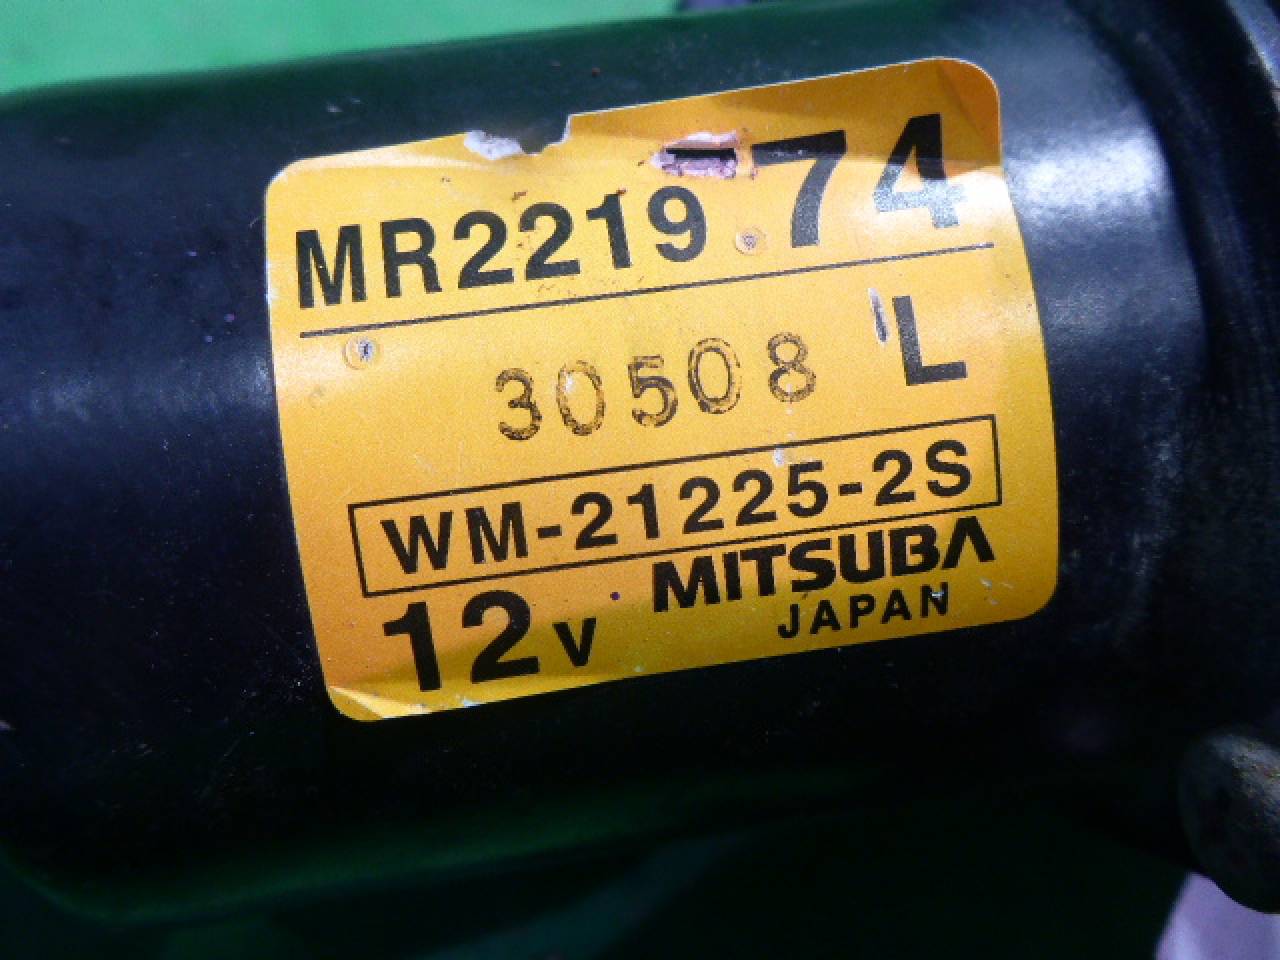 MR2219 74
30508 L
WM-21225-2S
12V MITSUBA
JAPAN